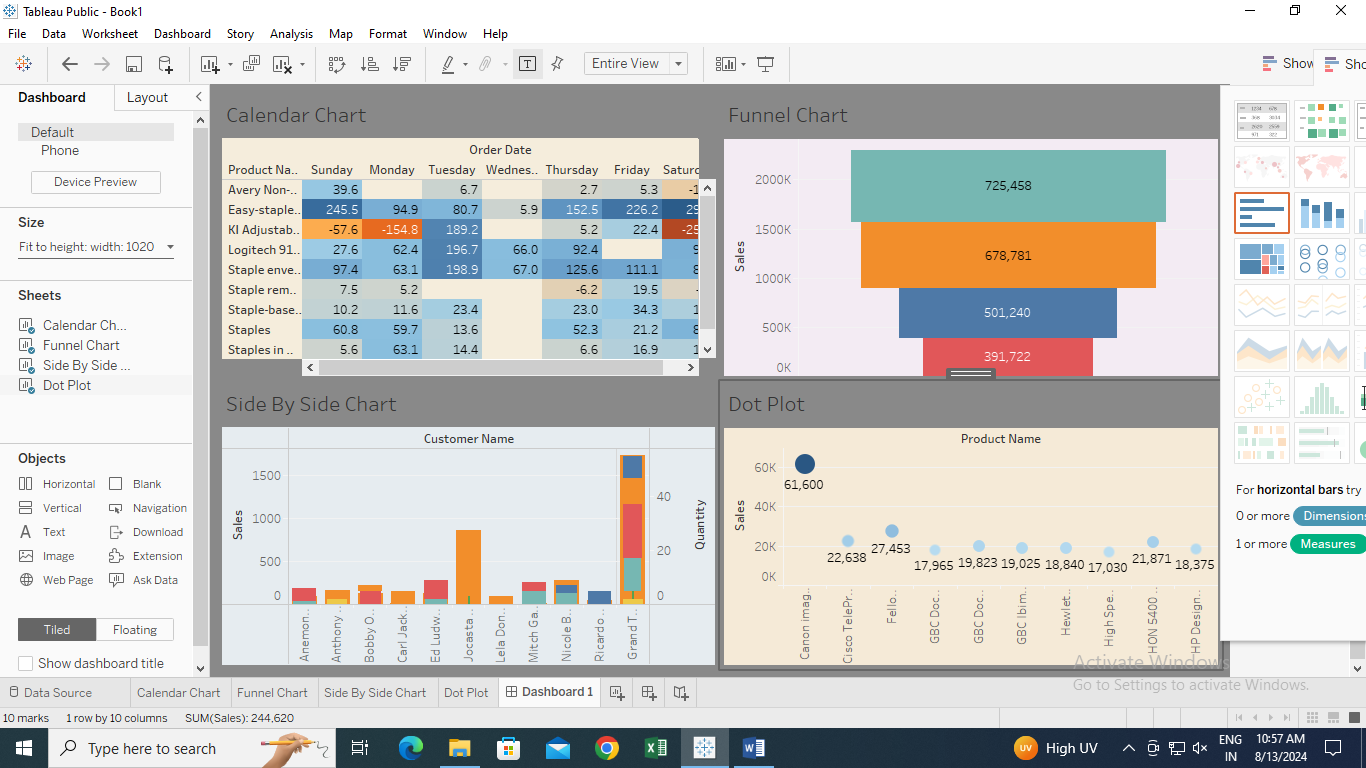 Tableau Public - Book1
File Data Worksheet Dashboard Story Analysis Map Format Window Help
Entire View
Show
Sho
Dashboard Layout
Default
Phone
Device Preview
Size
Fit to height: width: 1020
Sheets
Calendar Ch...
Funnel Chart
Side By Side ...
Dot Plot
Objects
Horizontal Blank
Vertical Navigation
Text Download
Image Extension
Web Page Ask Data
Tiled Floating
Show dashboard title
Calendar Chart
Order Date
Product Na.. Sunday Monday Tuesday Wednes.. Thursday Friday Saturd
Avery Non-.. 39.6 6.7 2.7 5.3 -1
Easy-staple.. 245.5 94.9 80.7 5.9 152.5 226.2 29
KI Adjustab.. -57.6 -154.8 189.2 5.2 22.4 -25
Logitech 91.. 27.6 62.4 196.7 66.0 92.4 9
Staple enve.. 97.4 63.1 198.9 67.0 125.6 111.1 8
Staple rem.. 7.5 5.2 -6.2 19.5 -
Staple-base.. 10.2 11.6 23.4 23.0 34.3 1
Staples 60.8 59.7 13.6 52.3 21.2 8
Staples in .. 5.6 63.1 14.4 6.6 16.9 1
Funnel Chart
Sales
2000K
1500K
1000K
500K
0K
725,458
678,781
501,240
391,722
Side By Side Chart
Customer Name
Sales
1500
1000
500
0
Quantity
40
20
0
Anemon..
Anthony ..
Bobby O..
Carl Jack..
Ed Ludw..
Jocasta ..
Lela Don..
Mitch Ga..
Nicole B..
Ricardo ..
Grand T..
Dot Plot
Product Name
Sales
60K
40K
20K
0K
61,600
22,638
27,453
17,965
19,823
19,025
18,840
17,030
21,871
18,375
Canon imag..
Cisco TelePr..
Fello..
GBC Doc..
GBC Doc..
GBC Ibim..
Hewlet..
High Spe..
HON 5400 ..
HP Design..
For horizontal bars try
0 or more Dimensions
1 or more Measures
Activate Windows
Go to Settings to activate Windows.
Data Source Calendar Chart Funnel Chart Side By Side Chart Dot Plot Dashboard 1
10 marks 1 row by 10 columns SUM(Sales): 244,620
Type here to search
High UV
ENG
IN
10:57 AM
8/13/2024